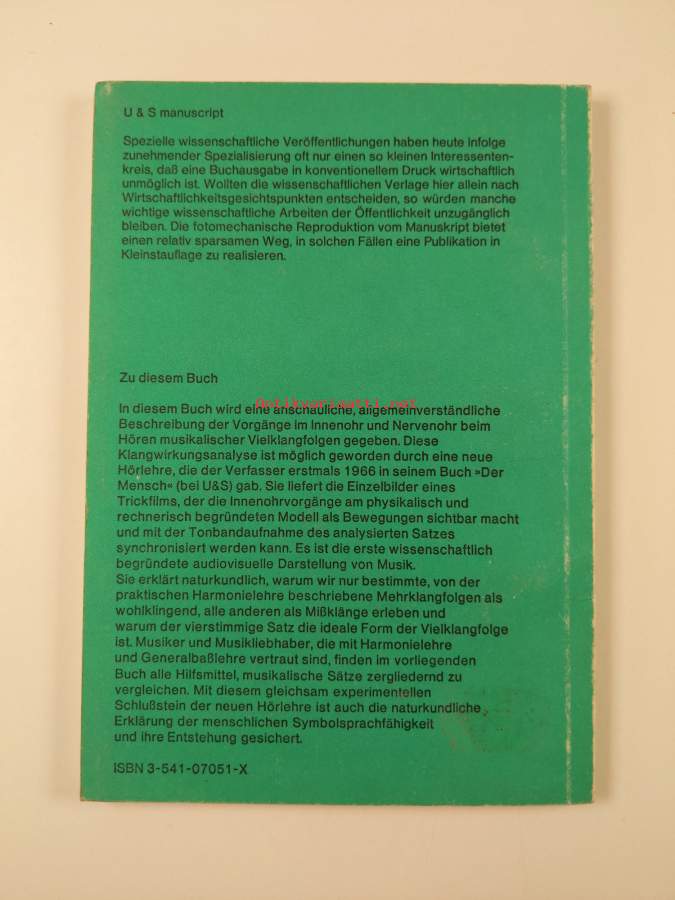 U & S manuscript
Spezielle wissenschaftliche Veröffentlichungen haben heute infolge
zunehmender Spezialisierung oft nur einen so kleinen Interessenten-
kreis, daß eine Buchausgabe in konventionellem Druck wirtschaftlich
unmöglich ist. Wollten die wissenschaftlichen Verlage hier allein nach
Wirtschaftlichkeitsgesichtspunkten entscheiden, so würden manche
wichtige wissenschaftliche Arbeiten der Öffentlichkeit unzugänglich
bleiben. Die fotomechanische Reproduktion vom Manuskript bietet
einen relativ sparsamen Weg, in solchen Fällen eine Publikation in
Kleinstauflage zu realisieren.
Zu diesem Buch
Antikvariaatti.net
In diesem Buch wird eine anschauliche, allgemeinverständliche
Beschreibung der Vorgänge im Innenohr und Nervenohr beim
Hören musikalischer Vielklangfolgen gegeben. Diese
Klangwirkungsanalyse ist möglich geworden durch eine neue
Hörlehre, die der Verfasser erstmals 1966 in seinem Buch »Der
Mensch« (bei U&S) gab. Sie liefert die Einzelbilder eines
Trickfilms, der die Innenohrvorgänge am physikalisch und
rechnerisch begründeten Modell als Bewegungen sichtbar macht
und mit der Tonbandaufnahme des analysierten Satzes
synchronisiert werden kann. Es ist die erste wissenschaftlich
begründete audiovisuelle Darstellung von Musik.
Sie erklärt naturkundlich, warum wir nur bestimmte, von der
praktischen Harmonielehre beschriebene Mehrklangfolgen als
wohlklingend, alle anderen als Mißklänge erleben und
warum der vierstimmige Satz die ideale Form der Vielklangfolge
ist. Musiker und Musikliebhaber, die mit Harmonielehre
und Generalbaßlehre vertraut sind, finden im vorliegenden
Buch alle Hilfsmittel, musikalische Sätze zergliedernd zu
vergleichen. Mit diesem gleichsam experimentellen
Schlußstein der neuen Hörlehre ist auch die naturkundliche
Erklärung der menschlichen Symbolsprachfähigkeit
und ihre Entstehung gesichert.
ISBN 3-541-07051-X